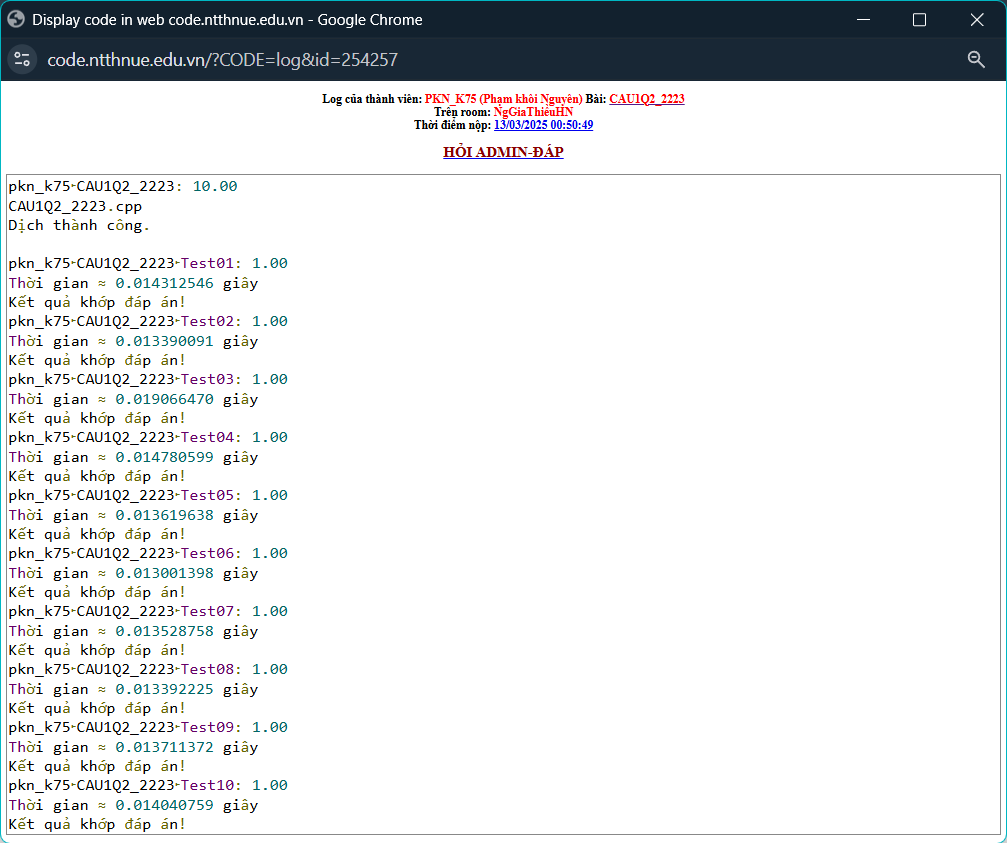 Display code in web code.ntthnue.edu.vn - Google Chrome
code.ntthnue.edu.vn/?CODE=log&id=254257
Log của thành viên: PKN_K75 (Phạm khôi Nguyên) Bài: CAU1Q2_2223
Trên room: NgGiaThieuHN
Thời điểm nộp: 13/03/2025 00:50:49
HỎI ADMIN-ĐÁP
pkn_k75‣CAU1Q2_2223: 10.00
CAU1Q2_2223.cpp
Dịch thành công.
pkn_k75‣CAU1Q2_2223‣Test01: 1.00
Thời gian ≈ 0.014312546 giây
Kết quả khớp đáp án!
pkn_k75‣CAU1Q2_2223‣Test02: 1.00
Thời gian ≈ 0.013390091 giây
Kết quả khớp đáp án!
pkn_k75‣CAU1Q2_2223‣Test03: 1.00
Thời gian ≈ 0.019066470 giây
Kết quả khớp đáp án!
pkn_k75‣CAU1Q2_2223‣Test04: 1.00
Thời gian ≈ 0.014780599 giây
Kết quả khớp đáp án!
pkn_k75‣CAU1Q2_2223‣Test05: 1.00
Thời gian ≈ 0.013619638 giây
Kết quả khớp đáp án!
pkn_k75‣CAU1Q2_2223‣Test06: 1.00
Thời gian ≈ 0.013001398 giây
Kết quả khớp đáp án!
pkn_k75‣CAU1Q2_2223‣Test07: 1.00
Thời gian ≈ 0.013528758 giây
Kết quả khớp đáp án!
pkn_k75‣CAU1Q2_2223‣Test08: 1.00
Thời gian ≈ 0.013392225 giây
Kết quả khớp đáp án!
pkn_k75‣CAU1Q2_2223‣Test09: 1.00
Thời gian ≈ 0.013711372 giây
Kết quả khớp đáp án!
pkn_k75‣CAU1Q2_2223‣Test10: 1.00
Thời gian ≈ 0.014040759 giây
Kết quả khớp đáp án!